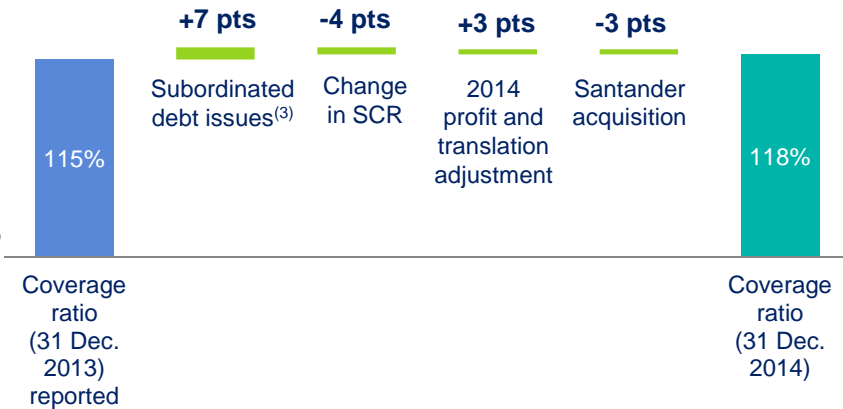 +7 pts
-4 pts
+3 pts
-3 pts
Subordinated
debt issues(3)
Change
in SCR
2014
profit and
translation
adjustment
Santander
acquisition
115%
118%
Coverage
ratio
(31 Dec.
2013)
reported
Coverage
ratio
(31 Dec.
2014)